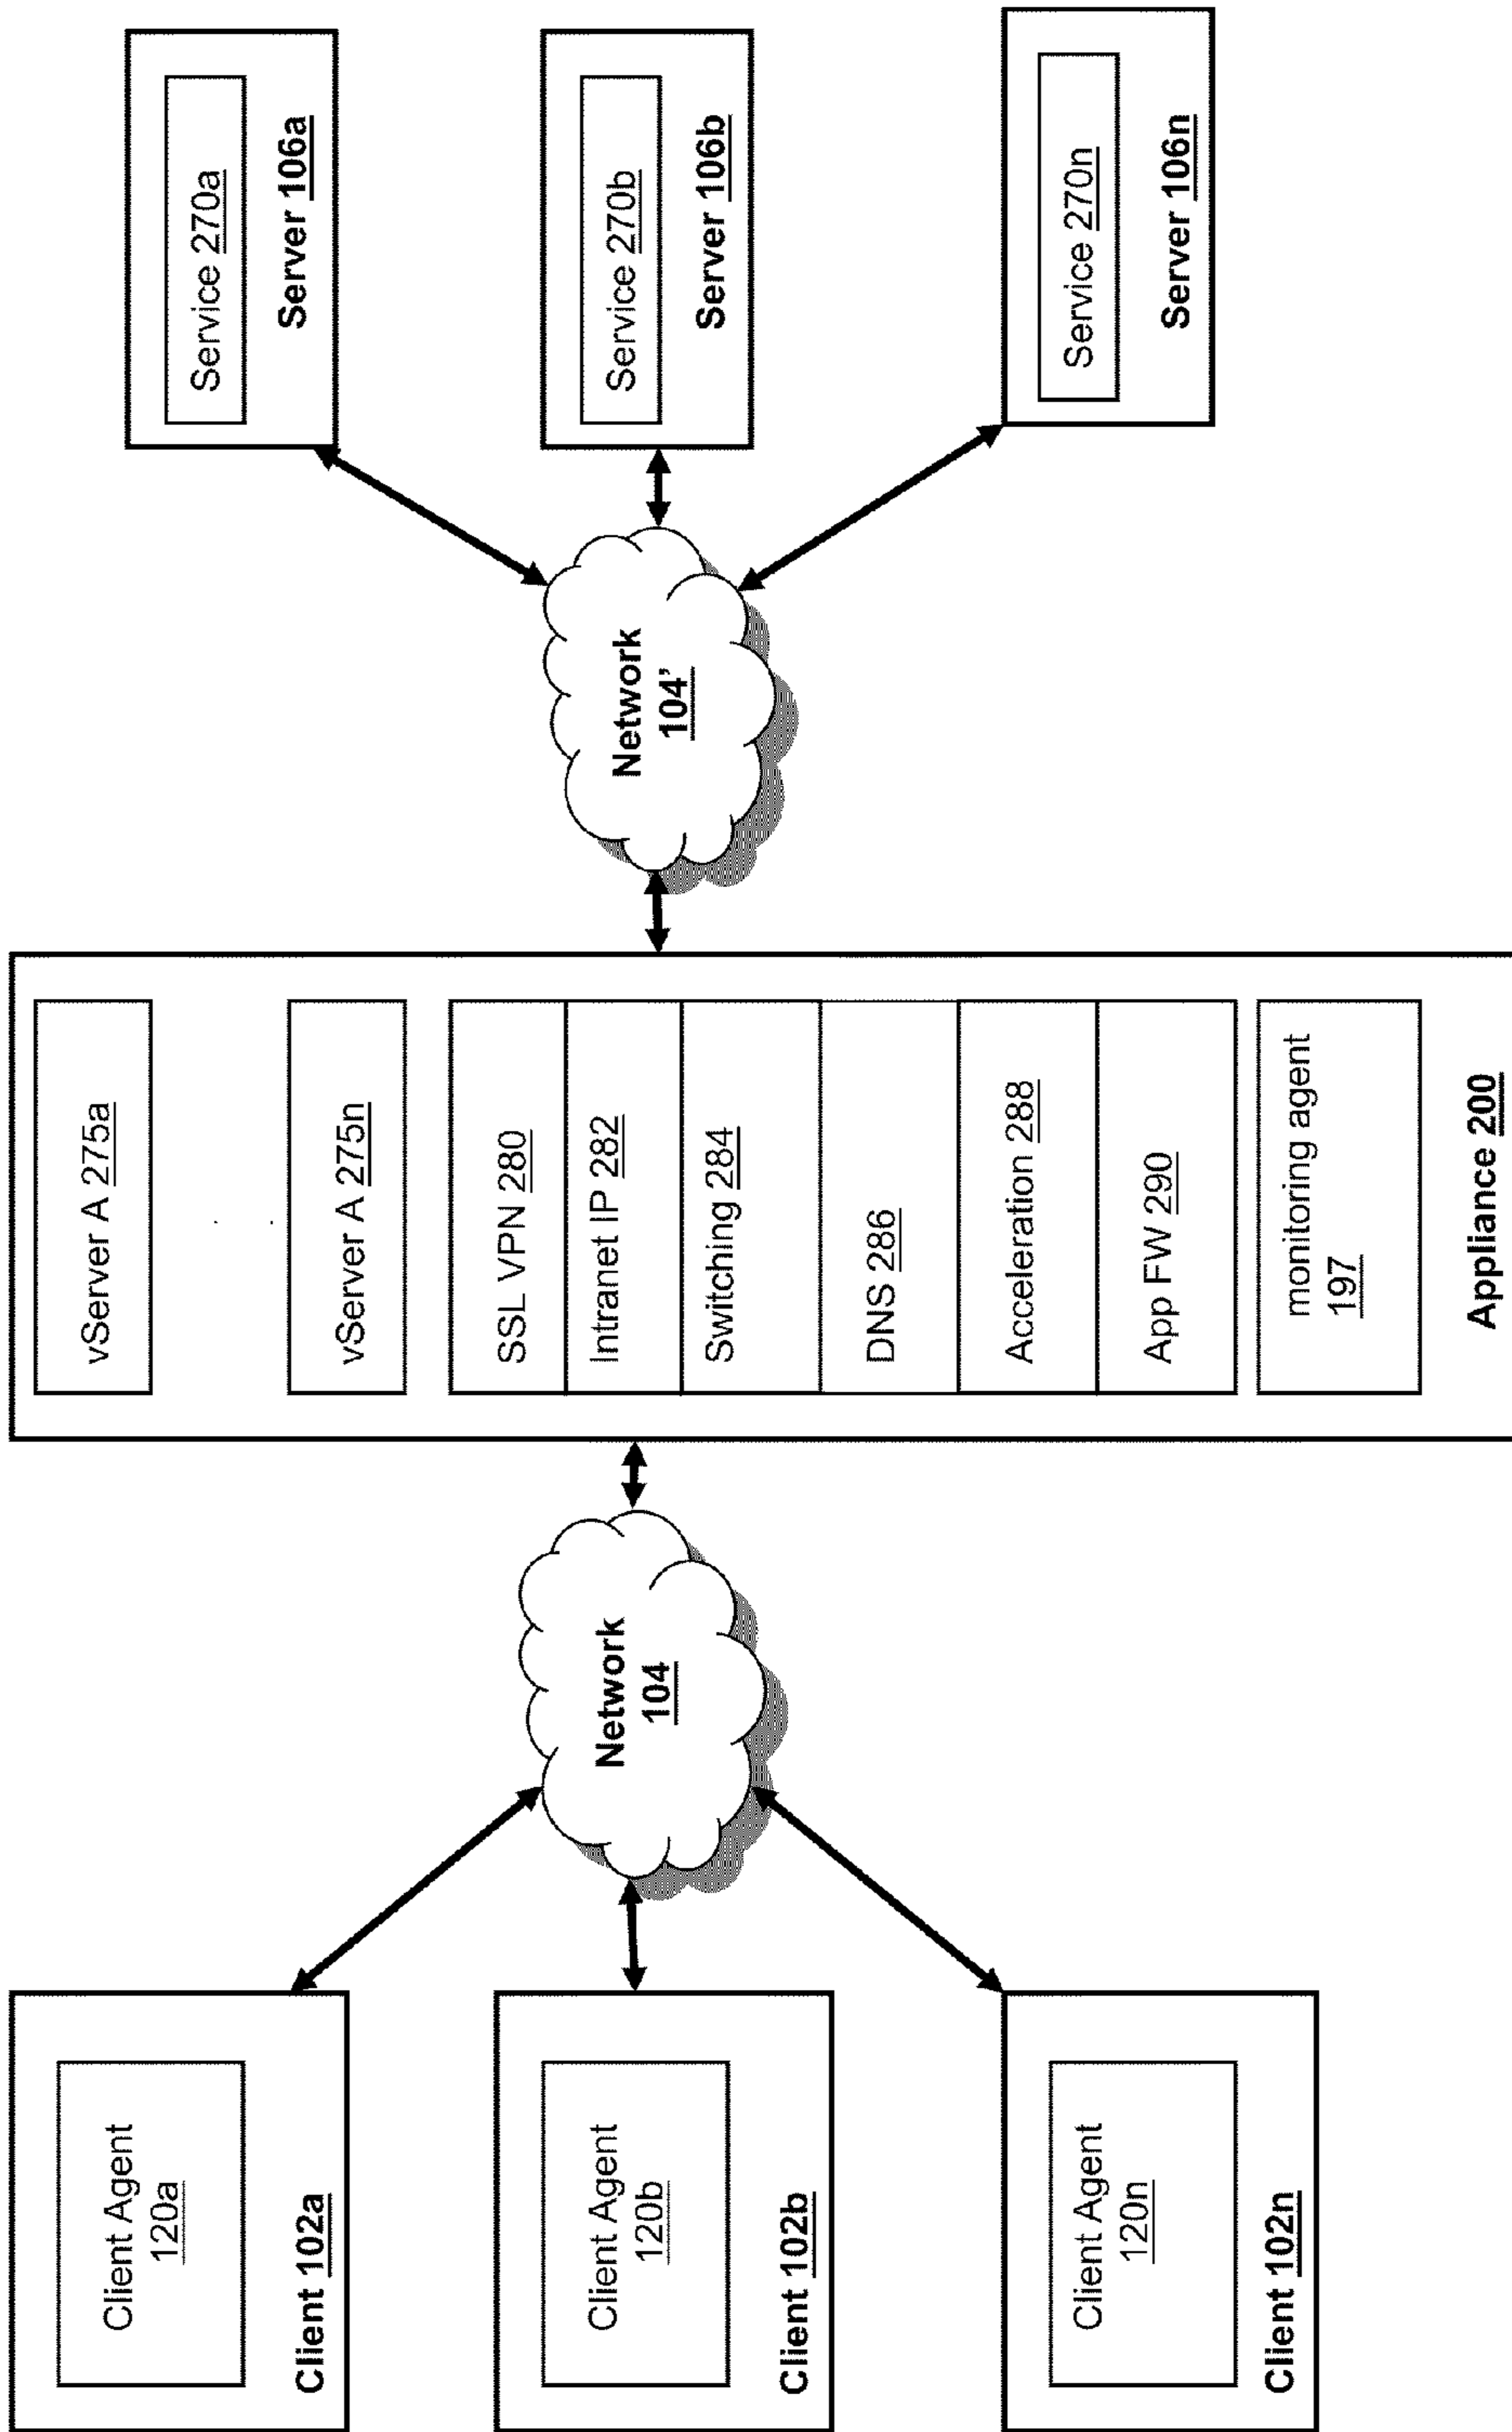 Client Agent
120a
Client 102a
Client Agent
120b
Client 102b
Client Agent
120n
Client 102n
Network
104
vServer A 275a
vServer A 275n
SSL VPN 280
Intranet IP 282
Switching 284
DNS 286
Acceleration 288
App FW 290
monitoring agent
197
Appliance 200
Network
104’
Service 270a
Server 106a
Service 270b
Server 106b
Service 270n
Server 106n